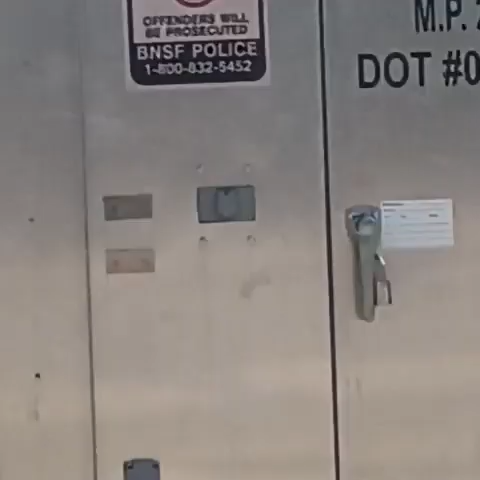 OFFENDERS WILL
BE PROSECUTED
BNSF POLICE
1-800-832-5452
M.P.
DOT #0